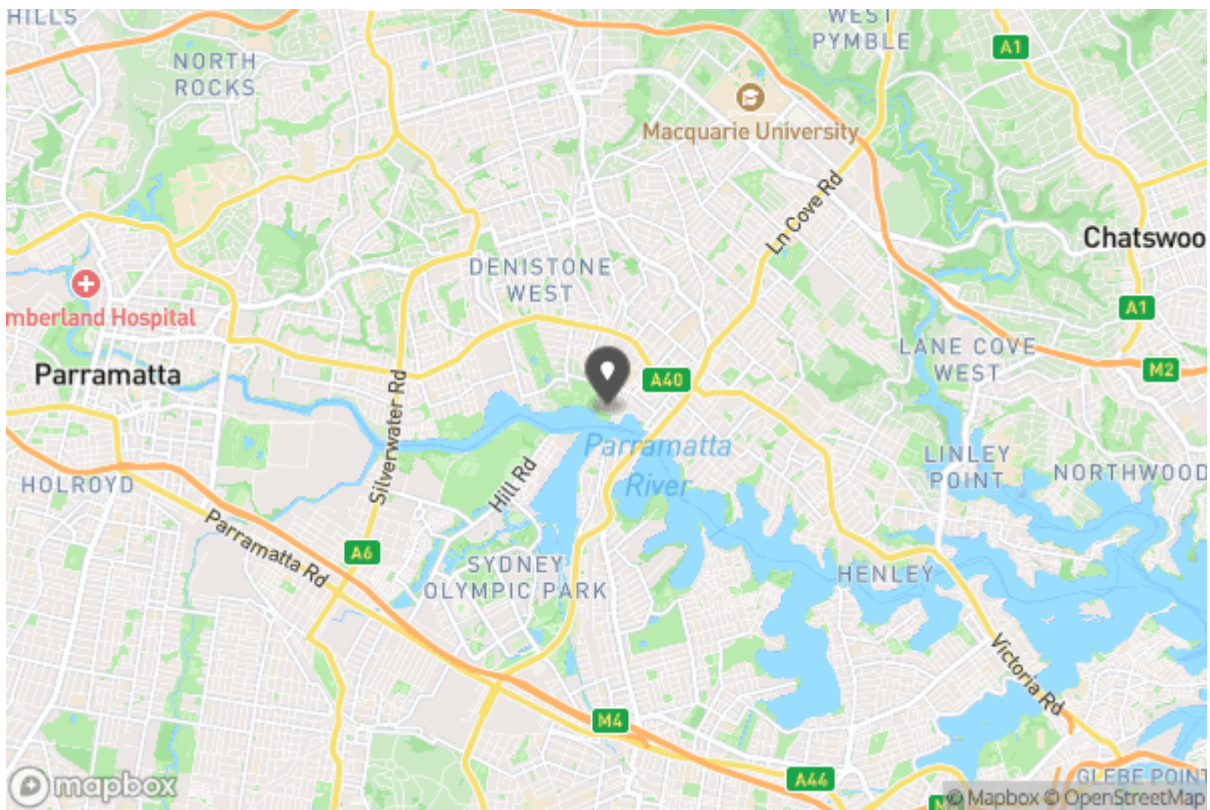 HILLS
NORTH
ROCKS
WEST
PYMBLE
A1
Macquarie University
Ln Cove Rd
Chatswoo
DENISTONE
WEST
mberland Hospital
A1
LANE COVE
WEST
M2
Parramatta
A40
Silverwater Rd
Parramatta
River
Hill Rd
LINLEY
POINT
NORTHWOOD
HOLROYD
Parramatta Rd
A6
SYDNEY
OLYMPIC PARK
HENLEY
Victoria Rd
M4
A44
GLEBE POINT
mapbox
© Mapbox © OpenStreetMap